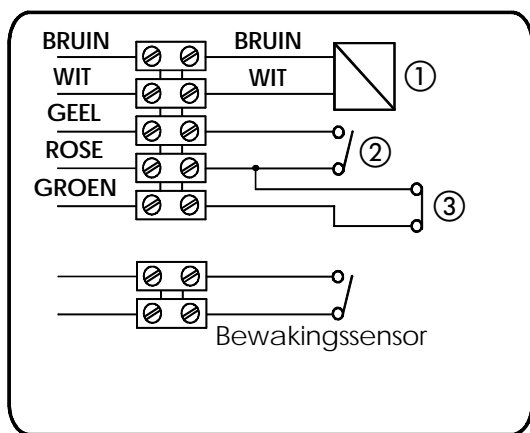 BRUIN BRUIN
WIT WIT ①
GEEL
ROSE ②
GROEN ③
Bewakingssensor